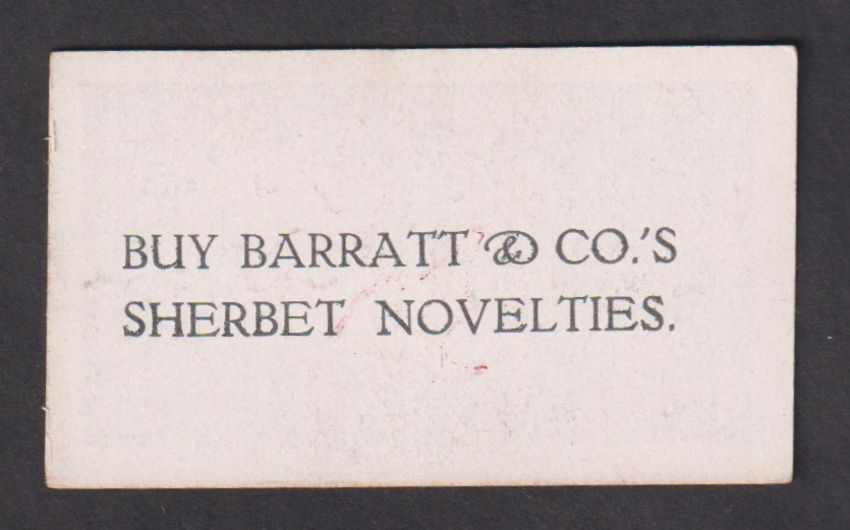 BUY BARRATT & CO.'S
SHERBET NOVELTIES.